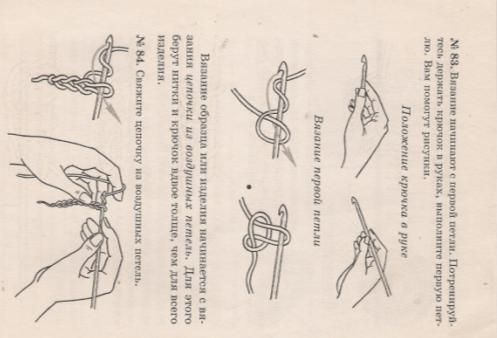 № 83. Вязание начинают с первой петли. Потренируй-
тесь держать крючок в руках, выполните первую пет-
лю. Вам помогут рисунки.
Положение крючка в руке
Вязание первой петли
Вязание образца или изделия начинается с вя-
зания цепочки из воздушных петель. Для этого
берут нитки и крючок вдвое толще, чем для всего
изделия.
№ 84. Свяжите цепочку из воздушных петель.